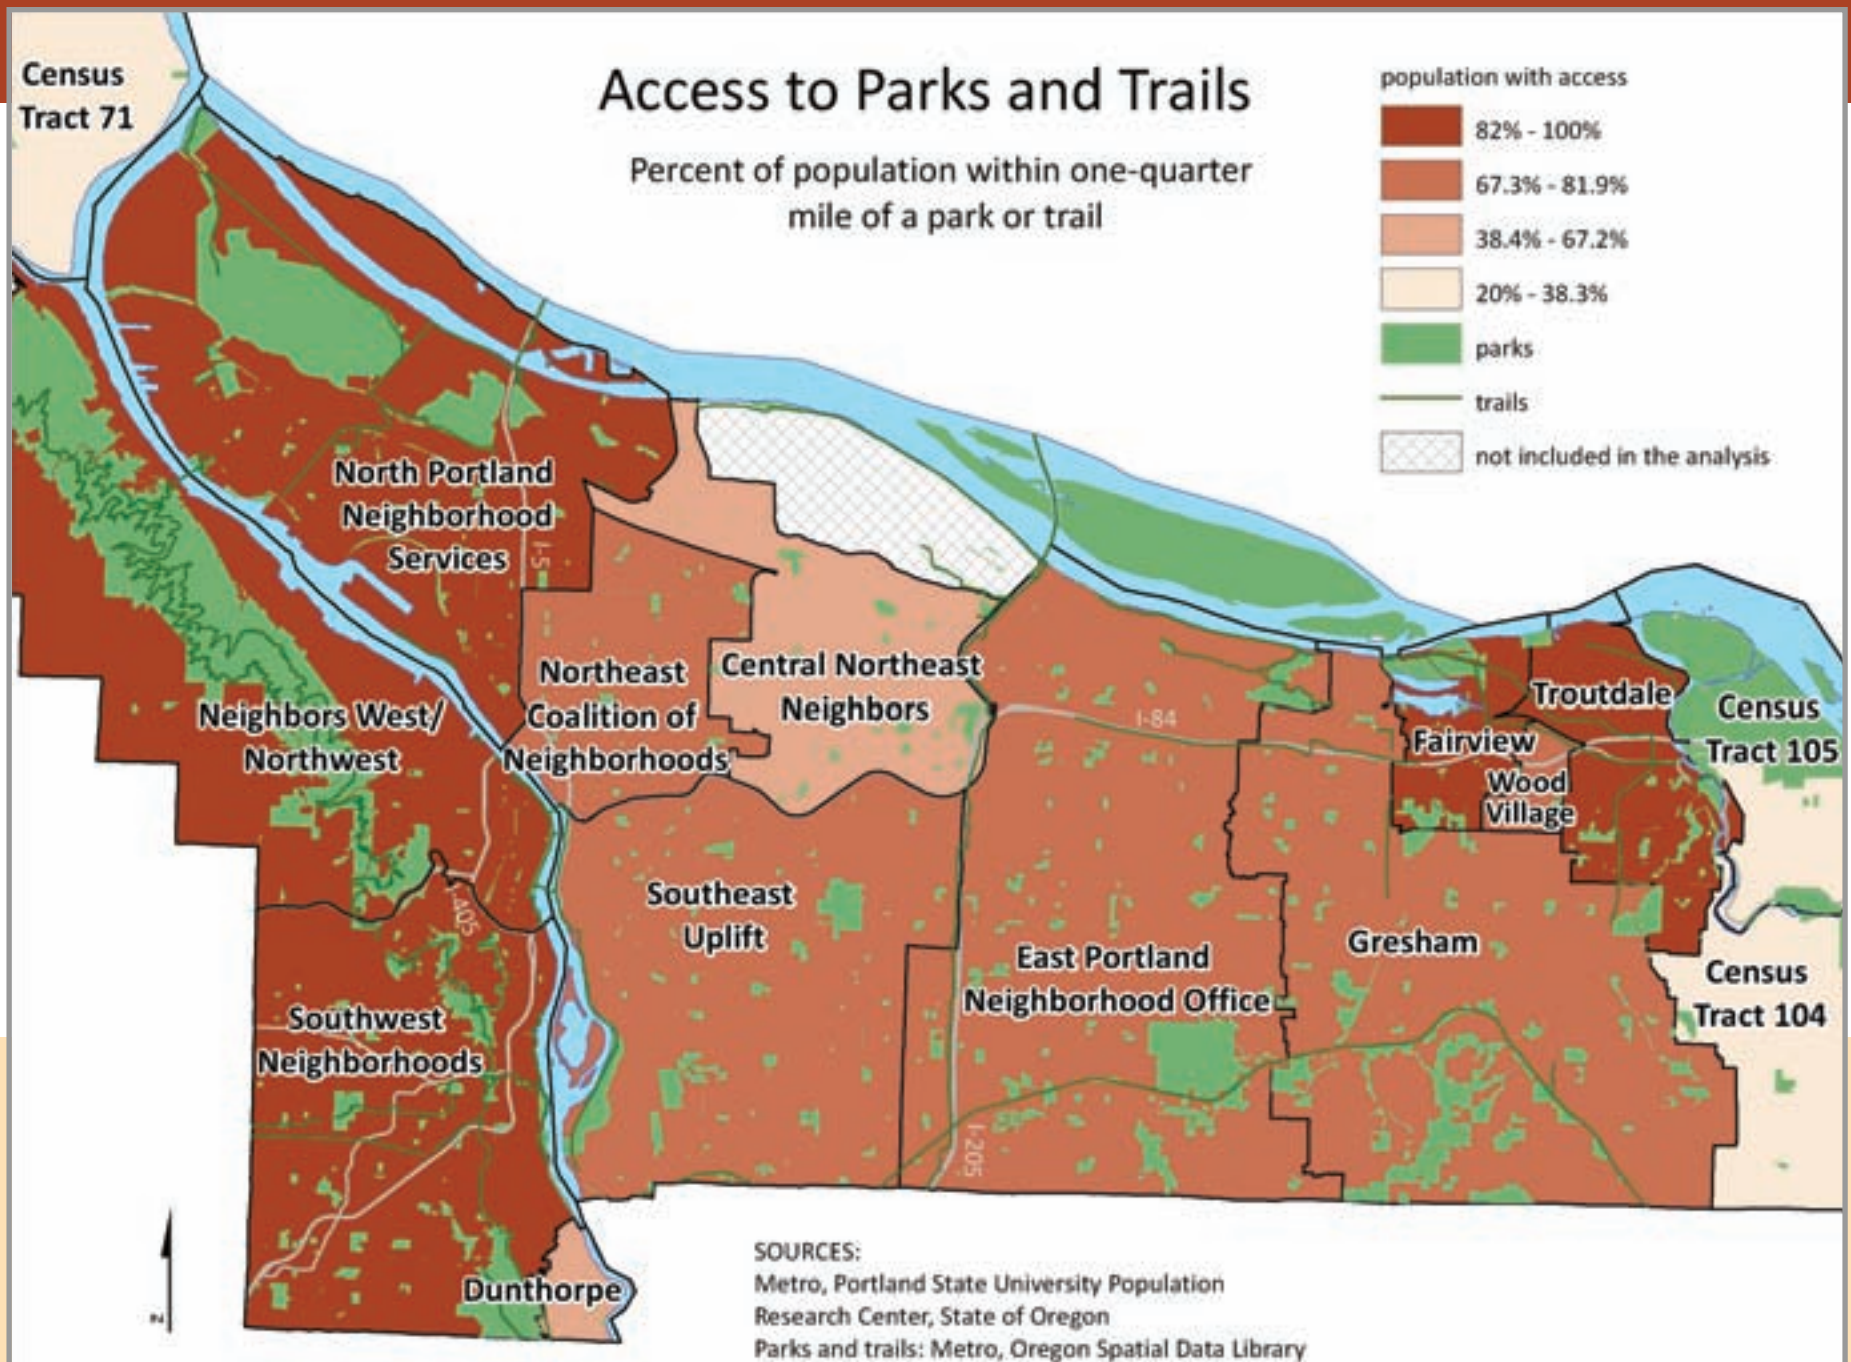 Access to Parks and Trails
Percent of population within one-quarter
mile of a park or trail
population with access
82% - 100%
67.3% - 81.9%
38.4% - 67.2%
20% - 38.3%
parks
trails
not included in the analysis
Census
Tract 71
North Portland
Neighborhood
Services
I-5
Neighbors West/
Northwest
Northeast
Coalition of
Neighborhoods
Central Northeast
Neighbors
I-84
Troutdale
Fairview
Wood
Village
Census
Tract 105
I-405
Southeast
Uplift
East Portland
Neighborhood Office
Gresham
Census
Tract 104
Southwest
Neighborhoods
I-205
Dunthorpe
N
SOURCES:
Metro, Portland State University Population
Research Center, State of Oregon
Parks and trails: Metro, Oregon Spatial Data Library